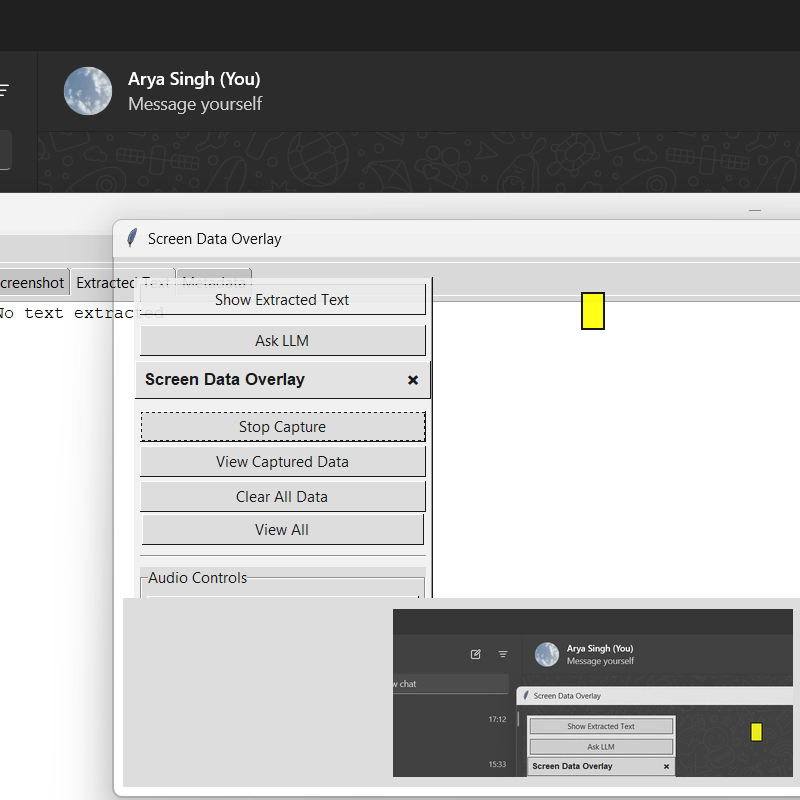 Arya Singh (You)
Message yourself
Screen Data Overlay
creenshot
Extracted Text
Metadata
No text extracted
Show Extracted Text
Ask LLM
Screen Data Overlay
Stop Capture
View Captured Data
Clear All Data
View All
Audio Controls
Arya Singh (You)
Message yourself
w chat
Screen Data Overlay
17:12
Show Extracted Text
Ask LLM
15:33
Screen Data Overlay